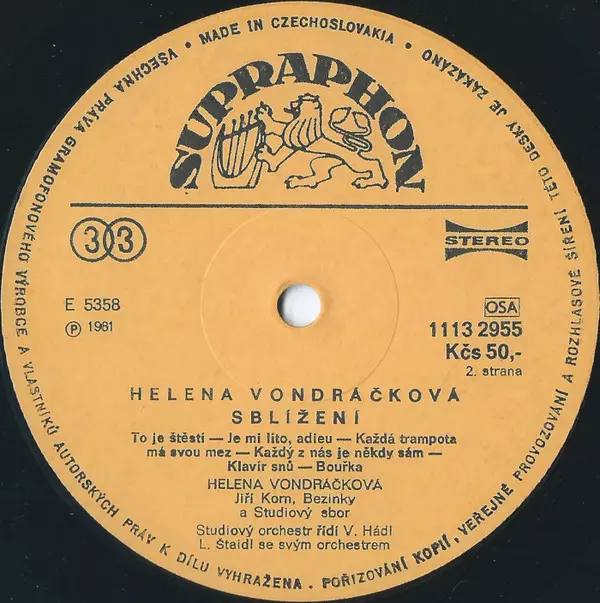 VŠECHNA PRÁVA GRAMOFONOVÉHO VÝROBCE A VLASTNÍKŮ AUTORSKÝCH PRÁV K DÍLU VYHRAŽENA. POŘIZOVÁNÍ KOPIÍ, VEŘEJNÉ PROVOZOVÁNÍ A ROZHLASOVÉ ŠÍŘENÍ TÉTO DESKY JE ZAKÁZÁNO
• MADE IN CZECHOSLOVAKIA •
SUPRAPHON
33
STEREO
E 5358
Ⓟ 1981
OSA
1113 2955
Kčs 50,-
2. strana
HELENA VONDRÁČKOVÁ
SBLÍŽENÍ
To je štěstí — Je mi líto, adieu — Každá trampota
má svou mez — Každý z nás je někdy sám —
Klavír snů — Bouřka
HELENA VONDRÁČKOVÁ
Jiří Korn, Bezinky
a Studiový sbor
Studiový orchestr řídí V. Hádl
L. Štaidl se svým orchestrem